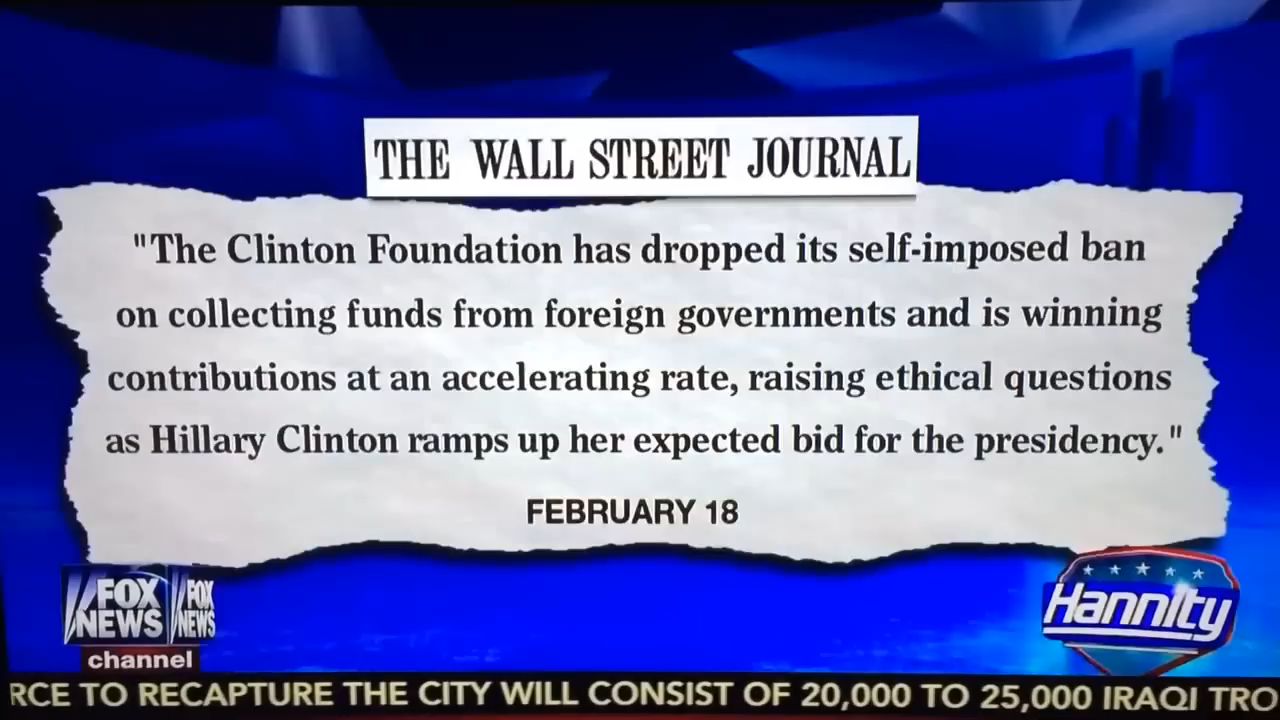 THE WALL STREET JOURNAL
"The Clinton Foundation has dropped its self-imposed ban
on collecting funds from foreign governments and is winning
contributions at an accelerating rate, raising ethical questions
as Hillary Clinton ramps up her expected bid for the presidency."
FEBRUARY 18
FOX NEWS FOX NEWS
channel
Hannity
RCE TO RECAPTURE THE CITY WILL CONSIST OF 20,000 TO 25,000 IRAQI TRO